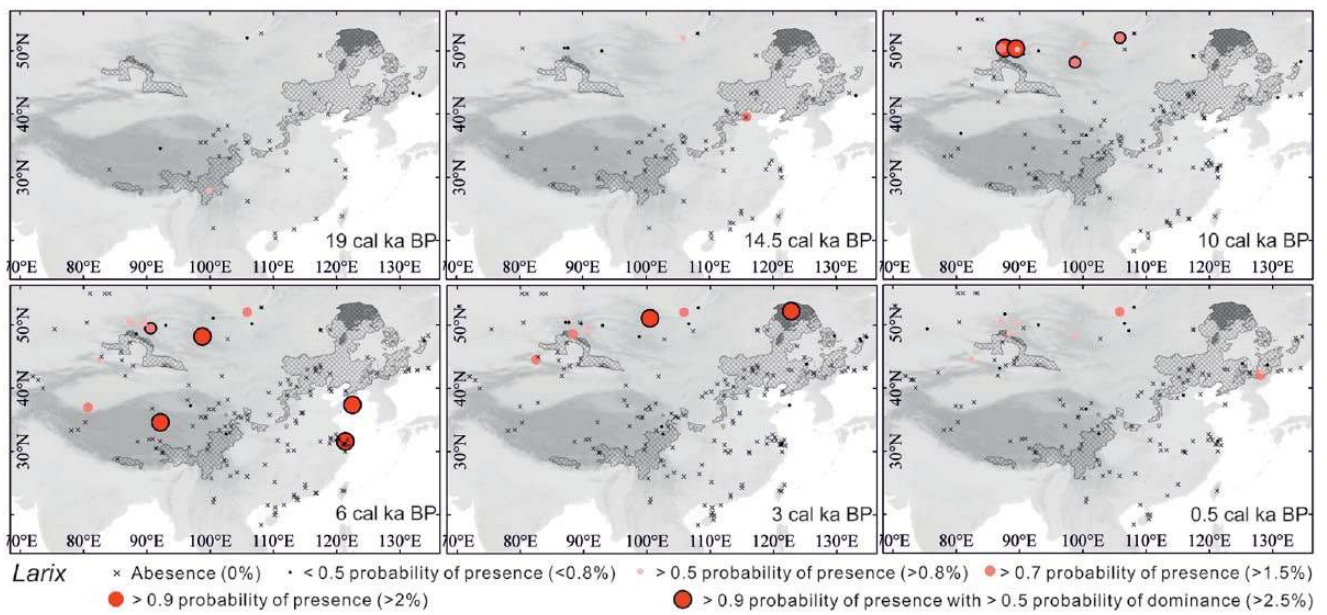 50°N
40°N
30°N
19 cal ka BP
14.5 cal ka BP
10 cal ka BP
70°E 80°E 90°E 100°E 110°E 120°E 130°E 70°E 80°E 90°E 100°E 110°E 120°E 130°E 70°E 80°E 90°E 100°E 110°E 120°E 130°E
50°N 50°N 50°N
40°N 40°N 40°N
30°N 30°N 30°N
6 cal ka BP
3 cal ka BP
0.5 cal ka BP
70°E 80°E 90°E 100°E 110°E 120°E 130°E 70°E 80°E 90°E 100°E 110°E 120°E 130°E 70°E 80°E 90°E 100°E 110°E 120°E 130°E
Larix × Abesence (0%) < 0.5 probability of presence (<0.8%) > 0.5 probability of presence (>0.8%) > 0.7 probability of presence (>1.5%)
> 0.9 probability of presence (>2%) > 0.9 probability of presence with > 0.5 probability of dominance (>2.5%)